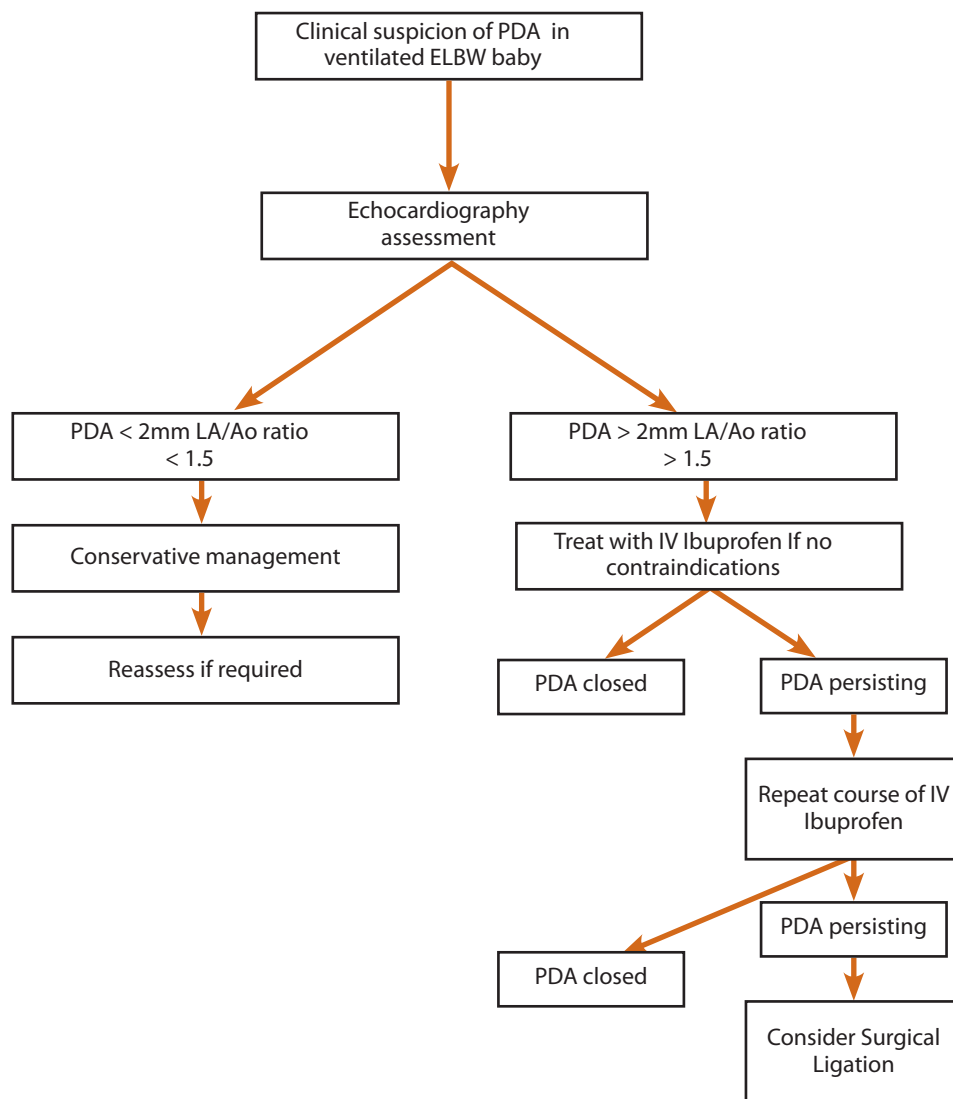 Clinical suspicion of PDA in
ventilated ELBW baby
Echocardiography
assessment
PDA < 2mm LA/Ao ratio
< 1.5
PDA > 2mm LA/Ao ratio
> 1.5
Conservative management
Treat with IV Ibuprofen If no
contraindications
Reassess if required
PDA closed
PDA persisting
Repeat course of IV
Ibuprofen
PDA persisting
PDA closed
Consider Surgical
Ligation